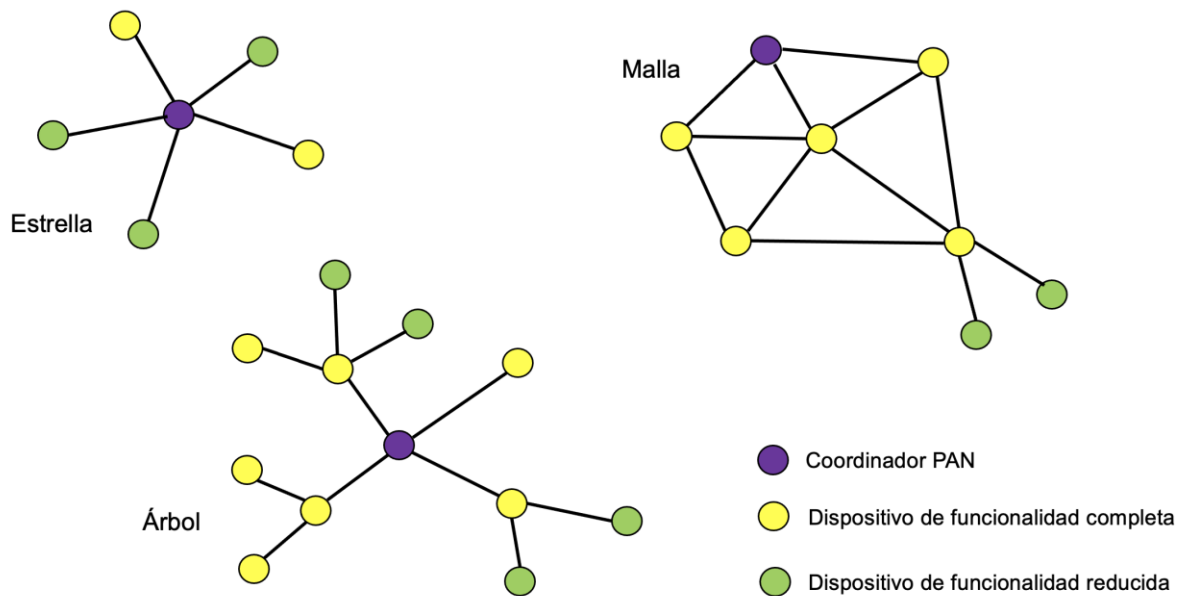 Estrella
Malla
Árbol
Coordinador PAN
Dispositivo de funcionalidad completa
Dispositivo de funcionalidad reducida